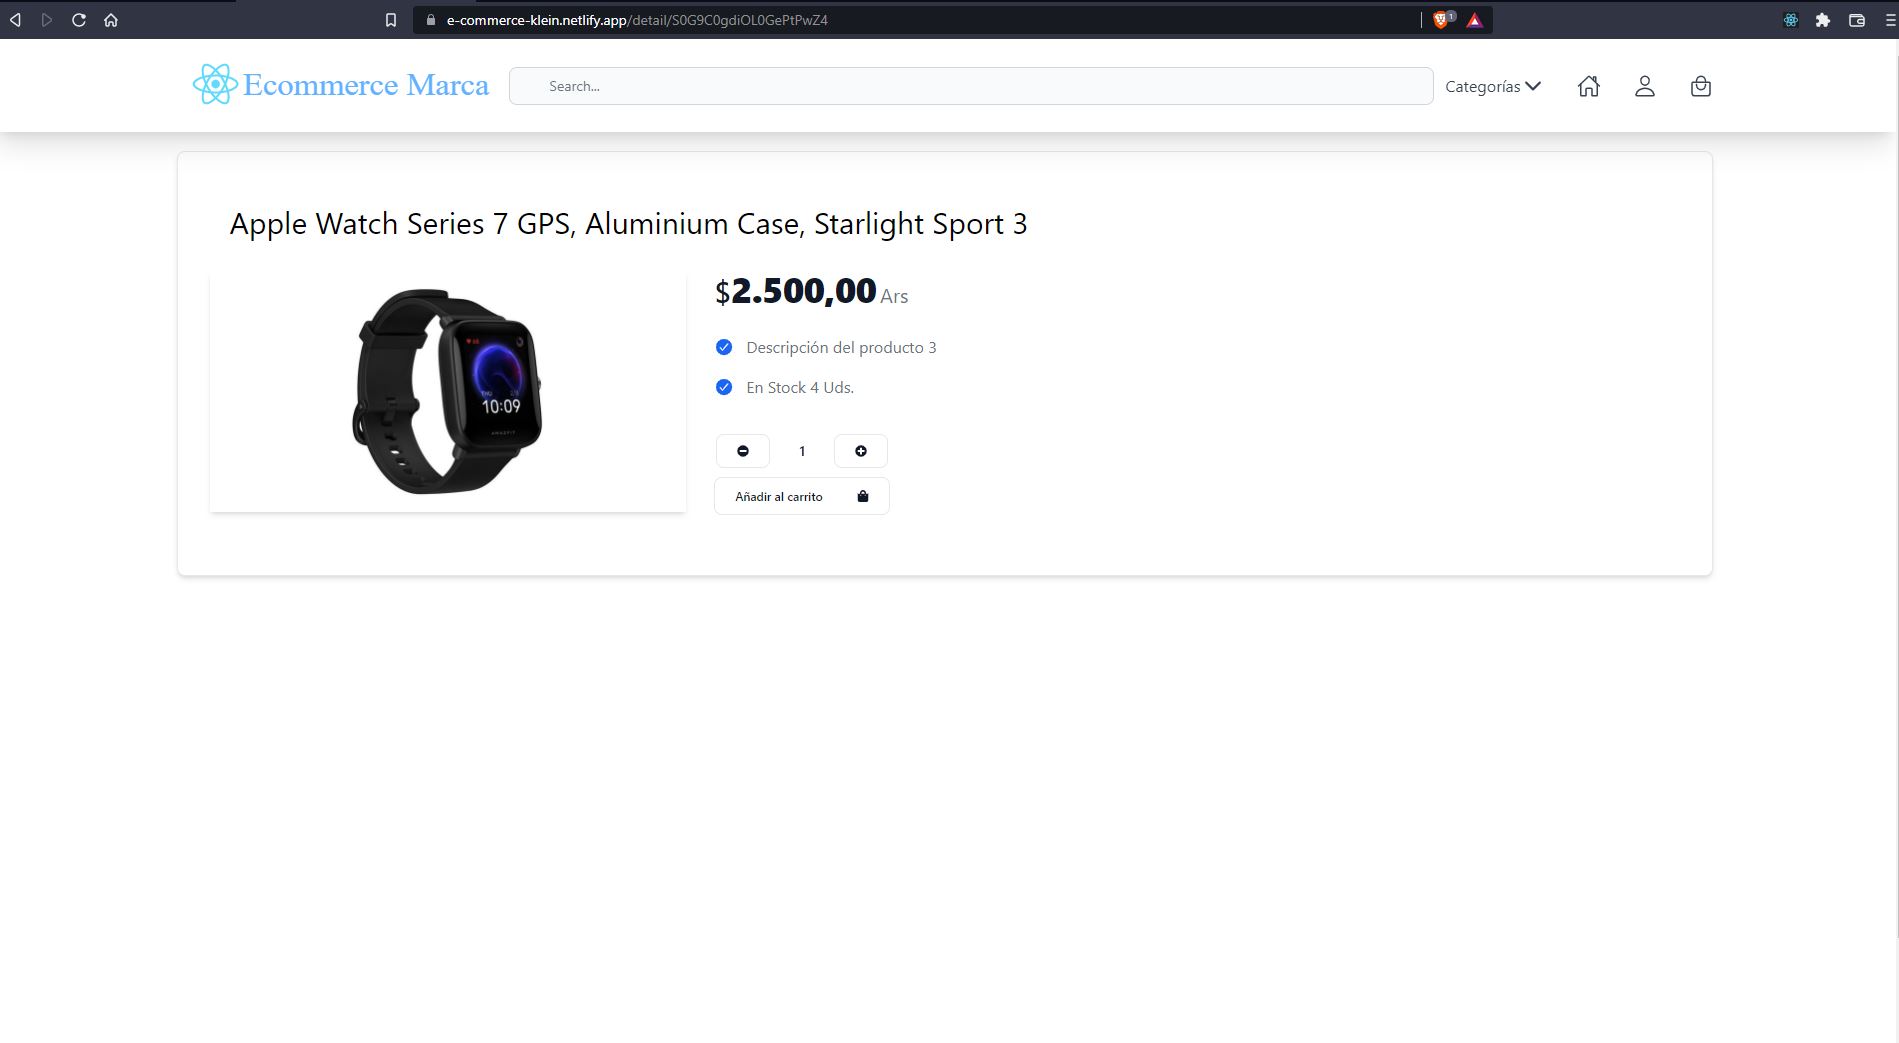 e-commerce-klein.netlify.app/detail/S0G9C0gdiOL0GePtPwZ4
1
Ecommerce Marca
Search...
Categorías
Apple Watch Series 7 GPS, Aluminium Case, Starlight Sport 3
$2.500,00 Ars
Descripción del producto 3
En Stock 4 Uds.
10:09
AMAZFIT
1
Añadir al carrito